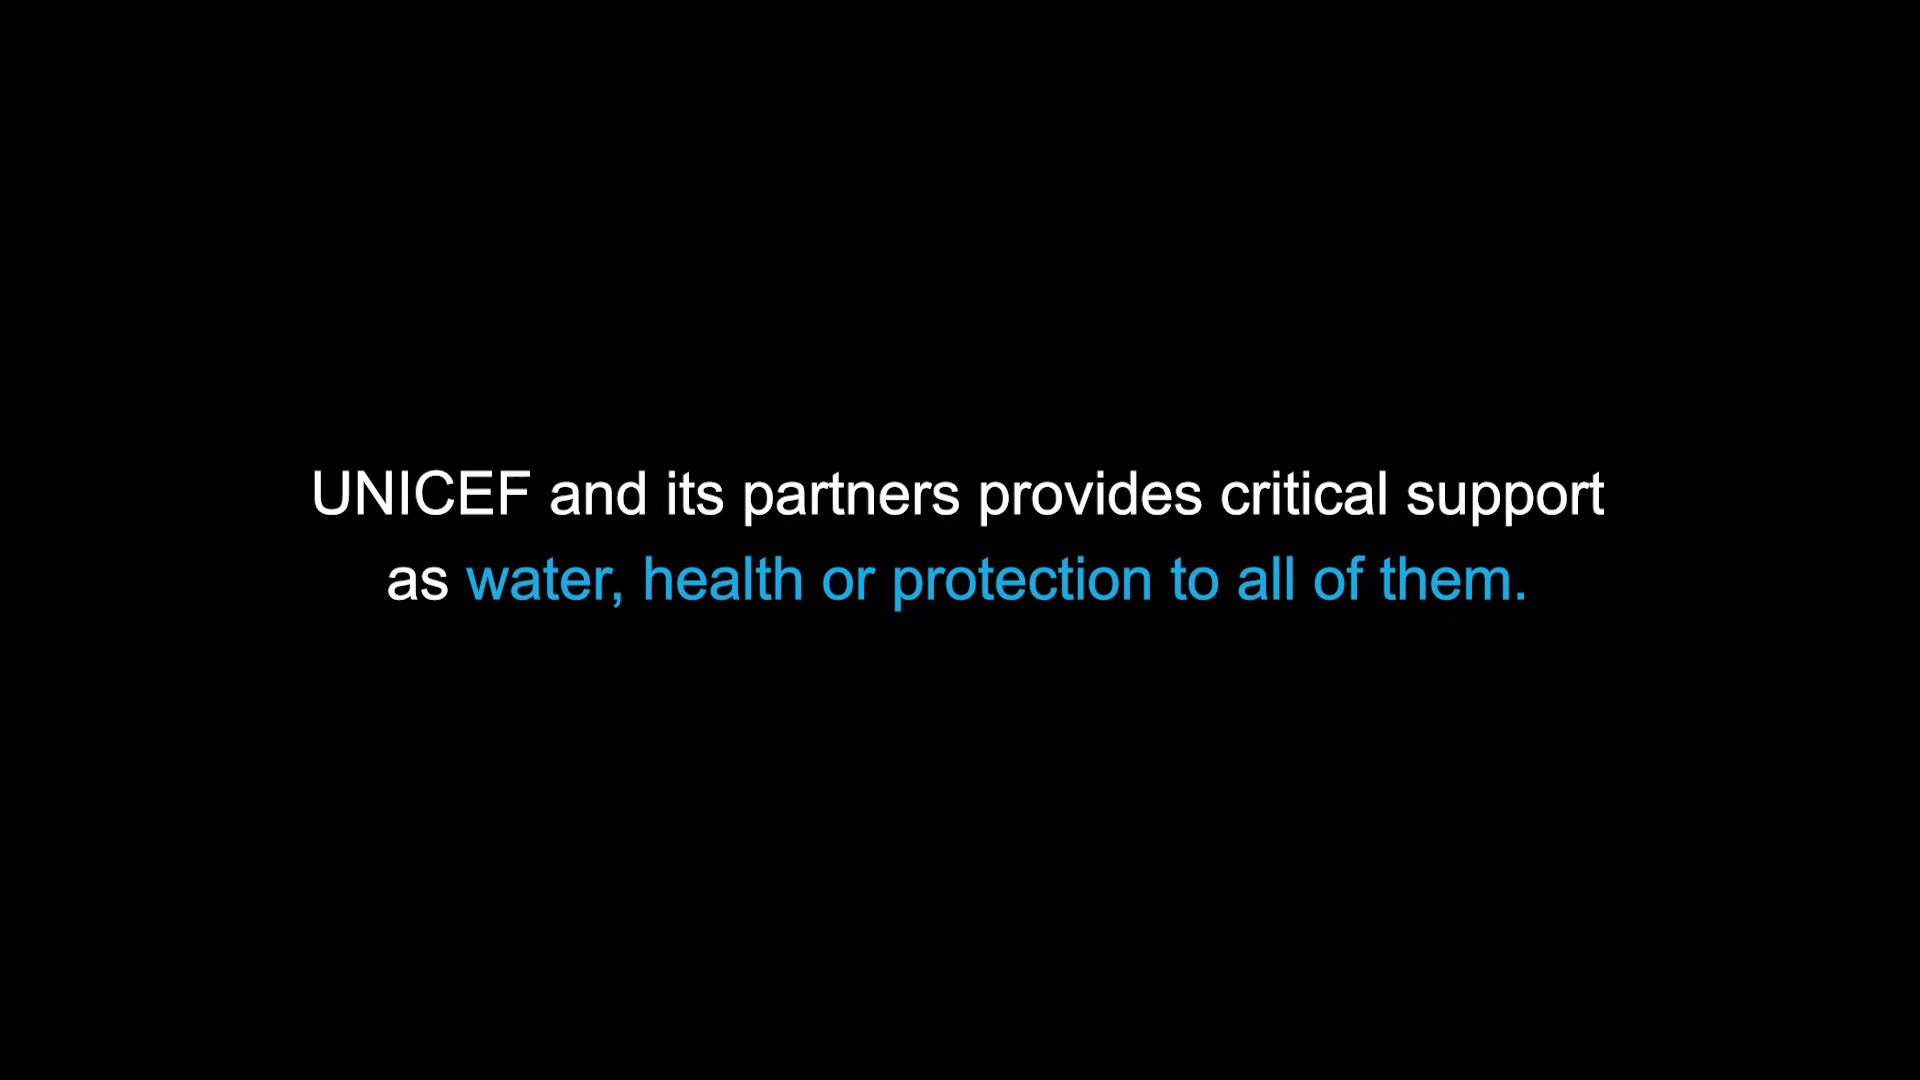 UNICEF and its partners provides critical support
as water, health or protection to all of them.